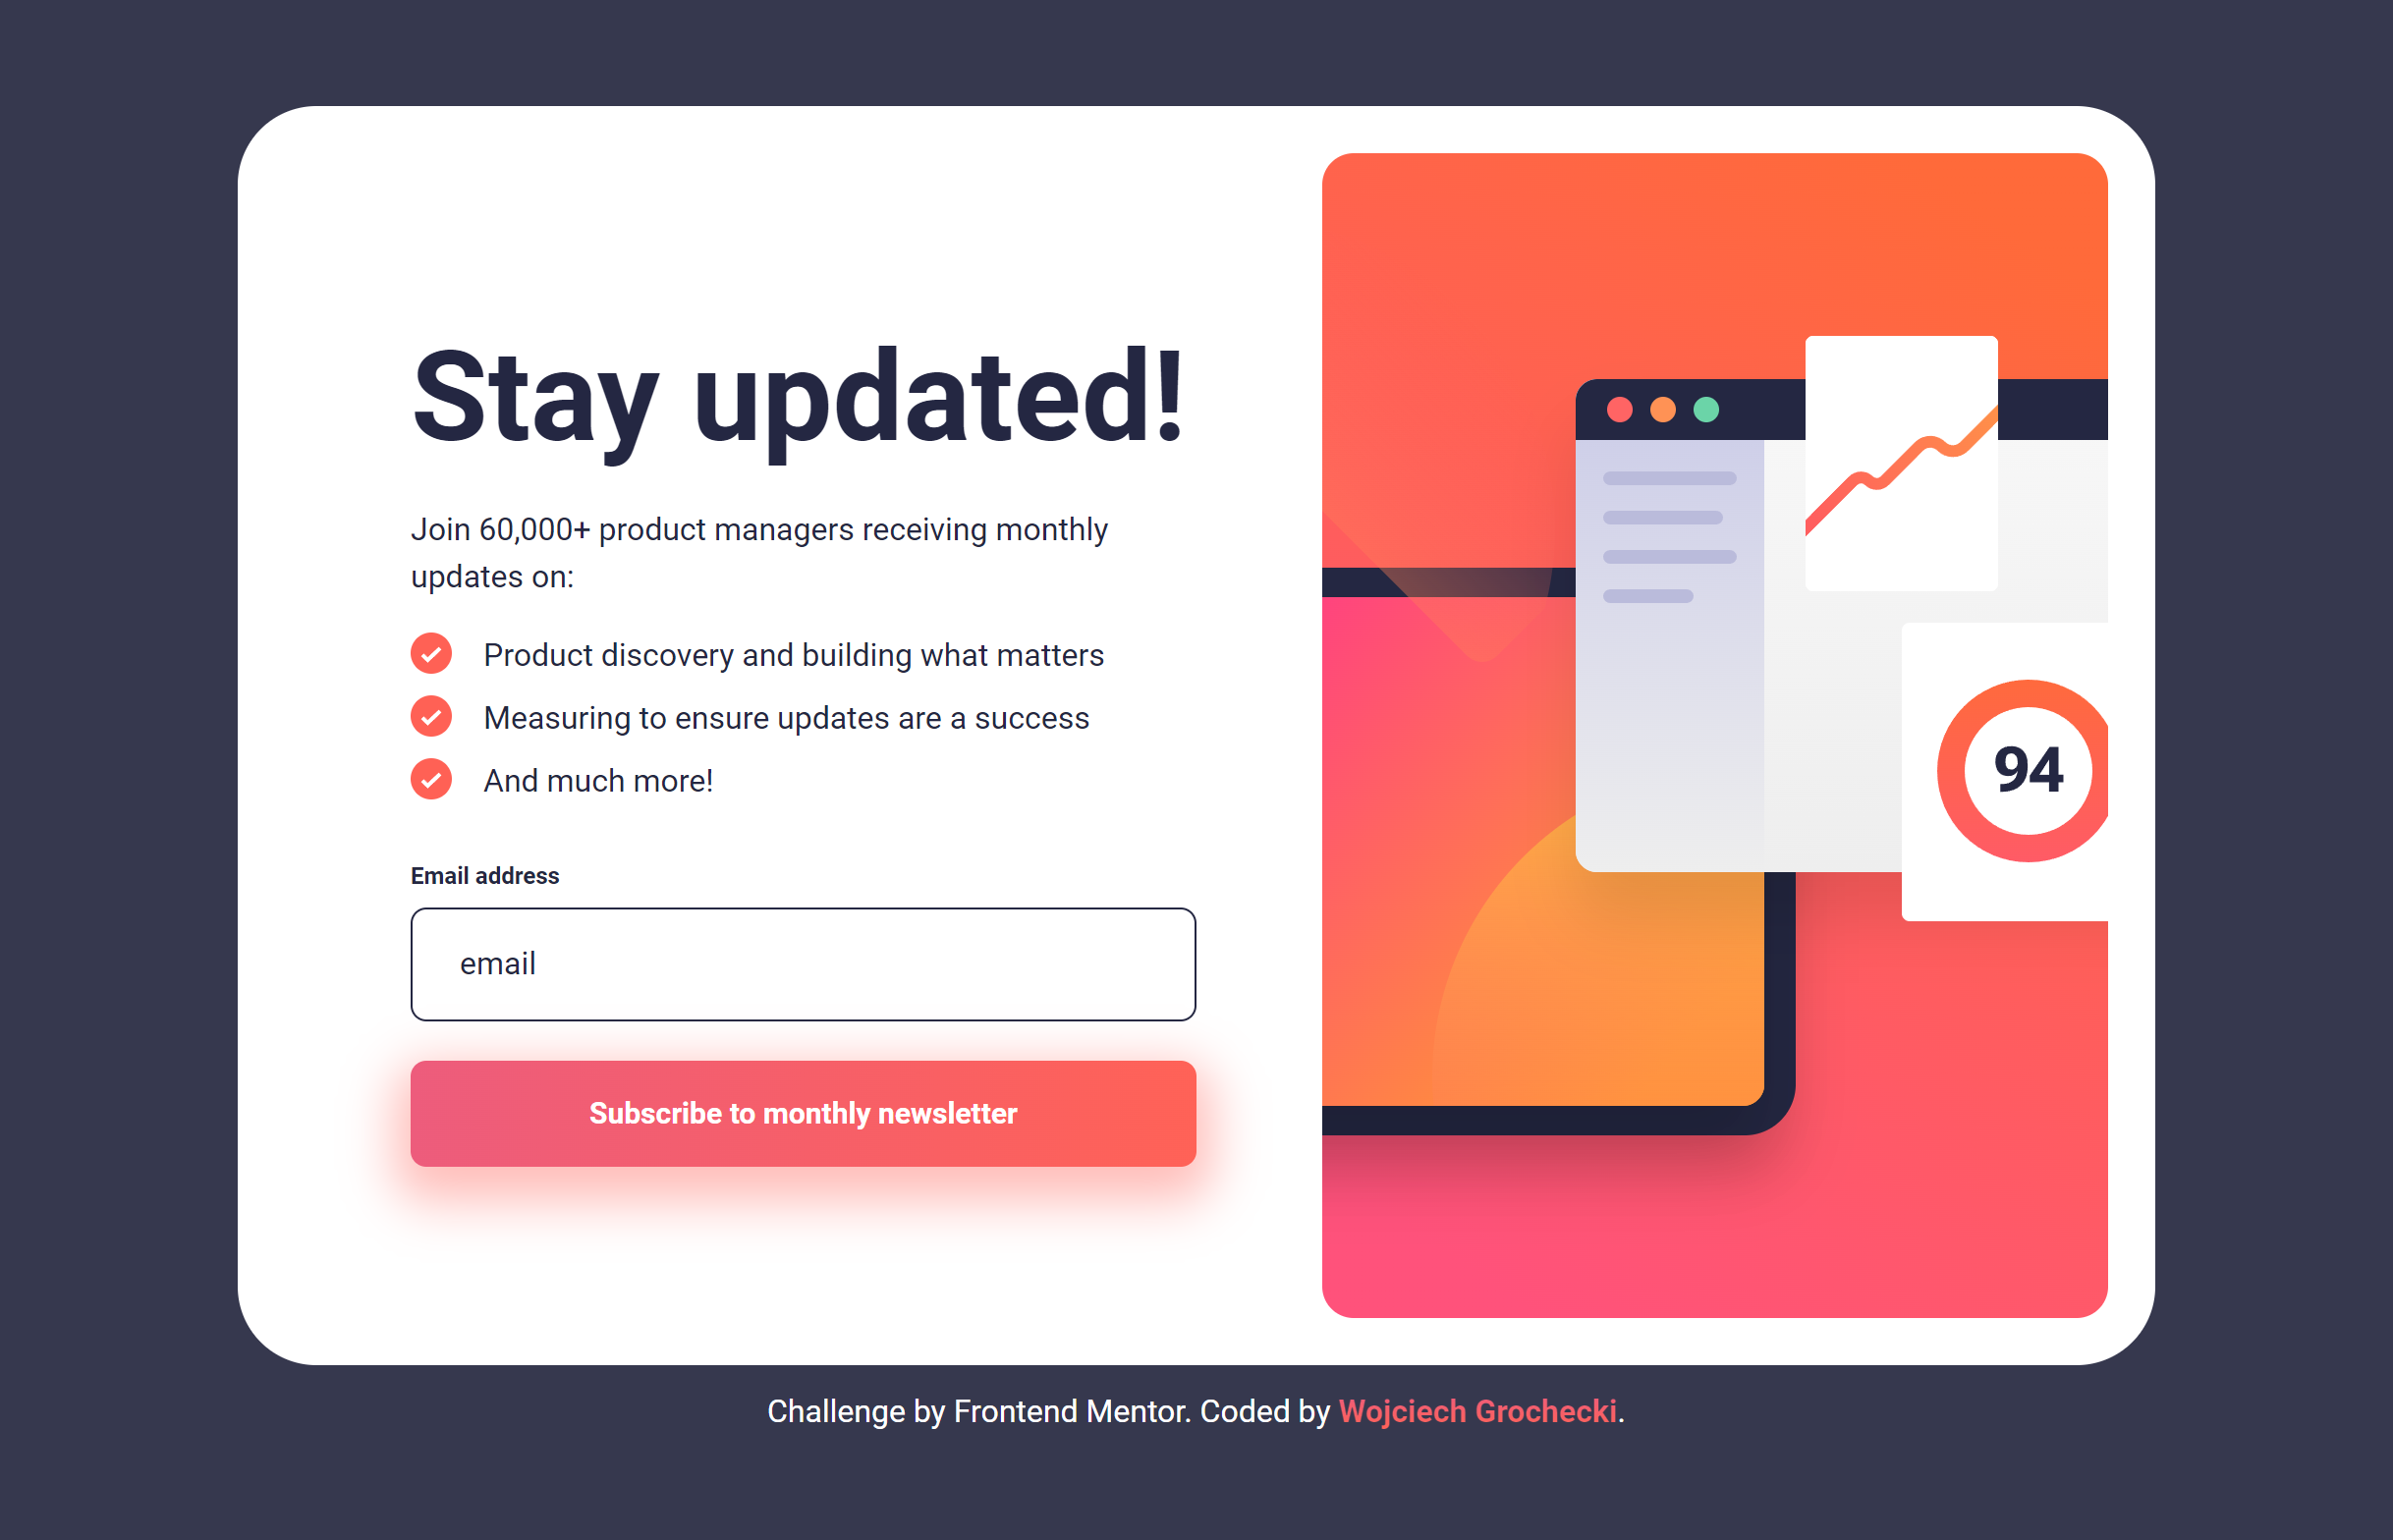 Stay updated!
Join 60,000+ product managers receiving monthly
updates on:
Product discovery and building what matters
Measuring to ensure updates are a success
And much more!
Email address
email
Subscribe to monthly newsletter
94
Challenge by Frontend Mentor. Coded by Wojciech Grochecki.